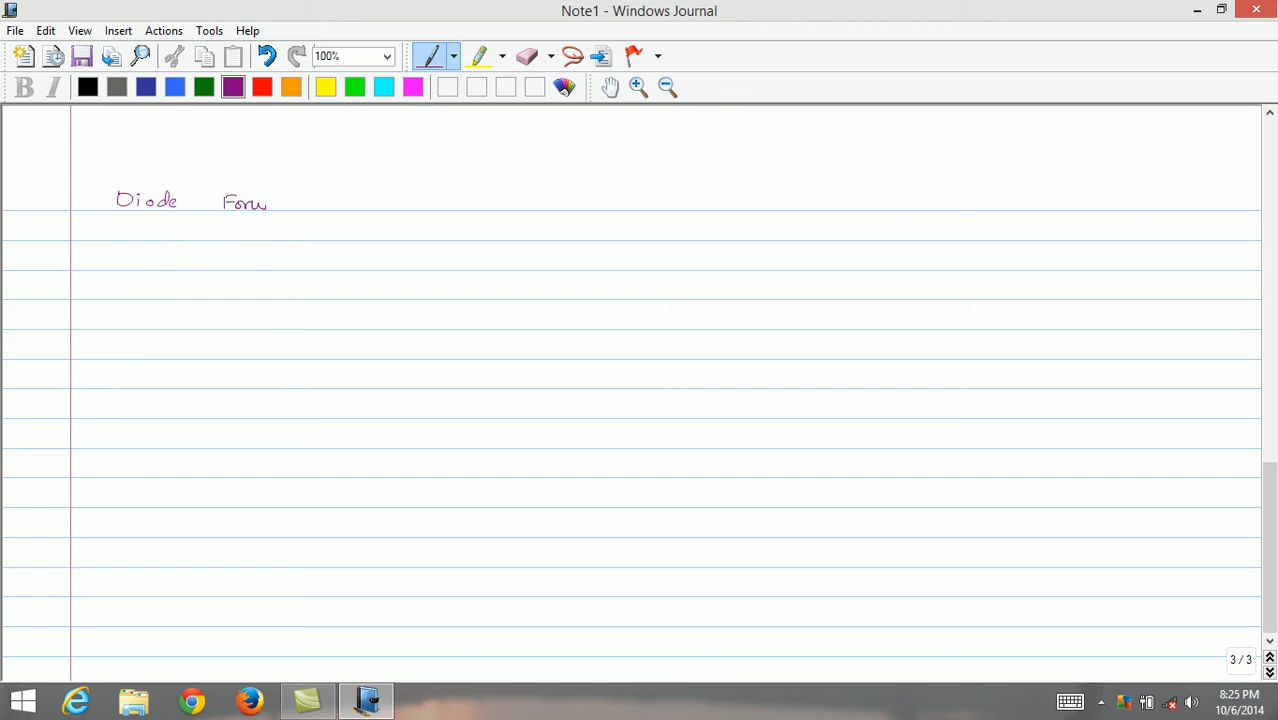 Note1 - Windows Journal
File Edit View Insert Actions Tools Help
100%
B I
Diode
3 / 3
8:25 PM
10/6/2014